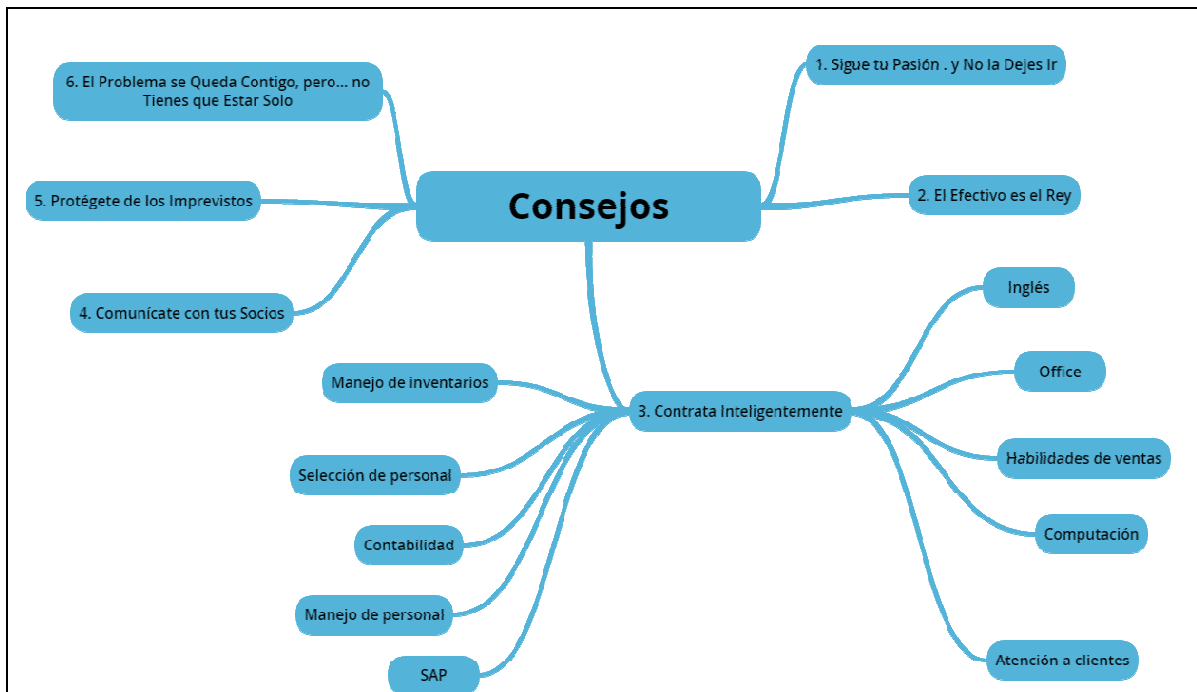 Consejos
1. Sigue tu Pasión . y No la Dejes Ir
2. El Efectivo es el Rey
3. Contrata Inteligentemente
Inglés
Office
Habilidades de ventas
Computación
Atención a clientes
Manejo de inventarios
Selección de personal
Contabilidad
Manejo de personal
SAP
4. Comunícate con tus Socios
5. Protégete de los Imprevistos
6. El Problema se Queda Contigo, pero... no
Tienes que Estar Solo